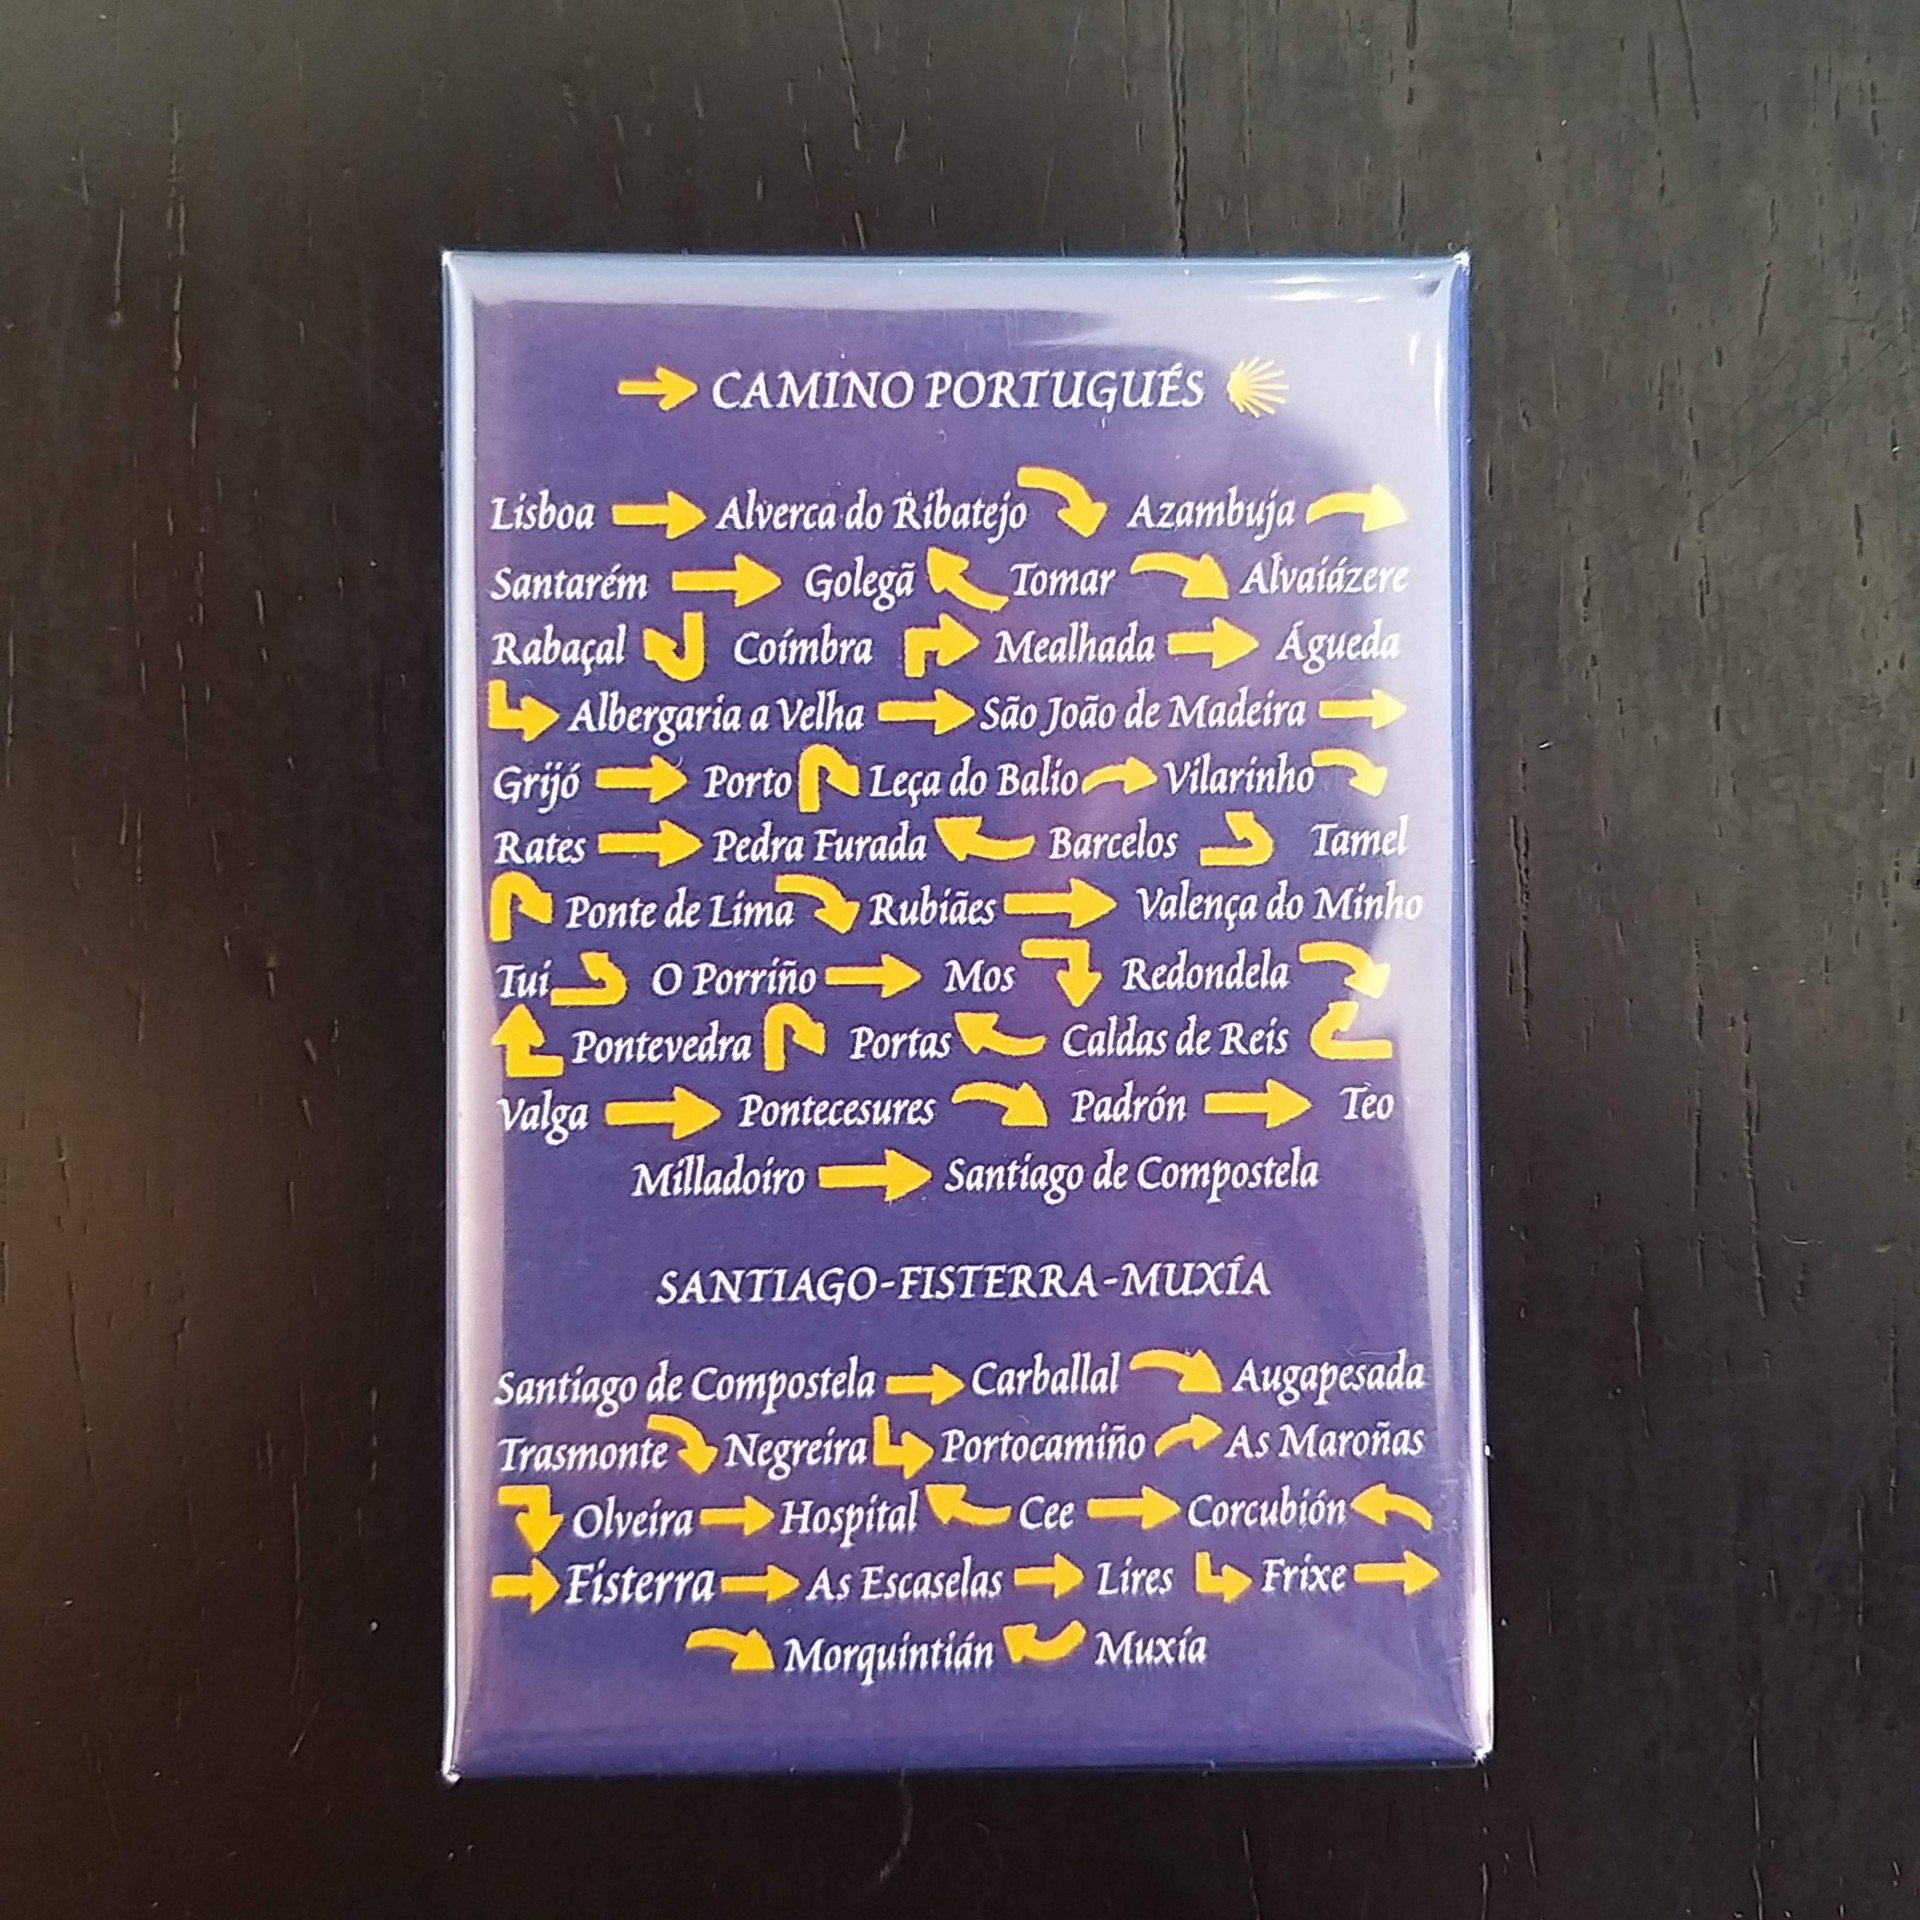 CAMINO PORTUGUÉS
Lisboa Alverca do Ribatejo Azambuja
Santarém Golegã Tomar Alvaiázere
Rabaçal Coímbra Mealhada Águeda
Albergaria a Velha São João de Madeira
Grijó Porto Leça do Balio Vilarinho
Rates Pedra Furada Barcelos Tamel
Ponte de Lima Rubiães Valença do Minho
Tui O Porriño Mos Redondela
Pontevedra Portas Caldas de Reis
Valga Pontecesures Padrón Teo
Milladoiro Santiago de Compostela
SANTIAGO-FISTERRA-MUXÍA
Santiago de Compostela Carballal Augapesada
Trasmonte Negreira Portocamiño As Maroñas
Olveira Hospital Cee Corcubión
Fisterra As Escaselas Lires Frixe
Morquintián Muxía